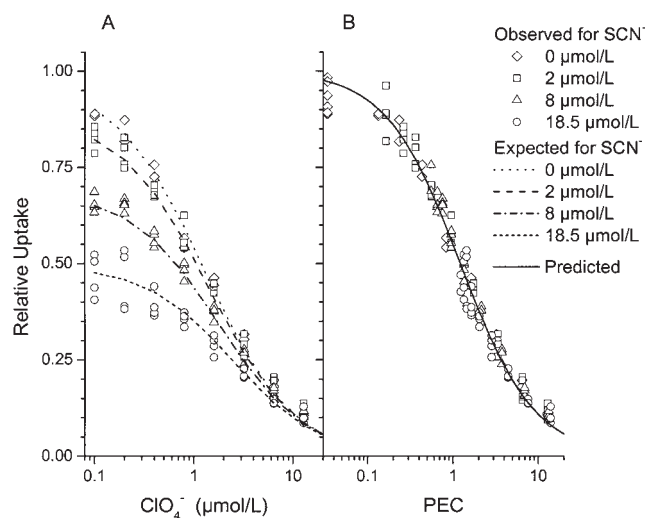 A
B
Observed for SCN⁻
0 µmol/L
2 µmol/L
8 µmol/L
18.5 µmol/L
Expected for SCN⁻
0 µmol/L
2 µmol/L
8 µmol/L
18.5 µmol/L
Predicted
Relative Uptake
1.00
0.75
0.50
0.25
0.00
0.1 1 10
0.1 1 10
ClO₄⁻ (µmol/L)
PEC